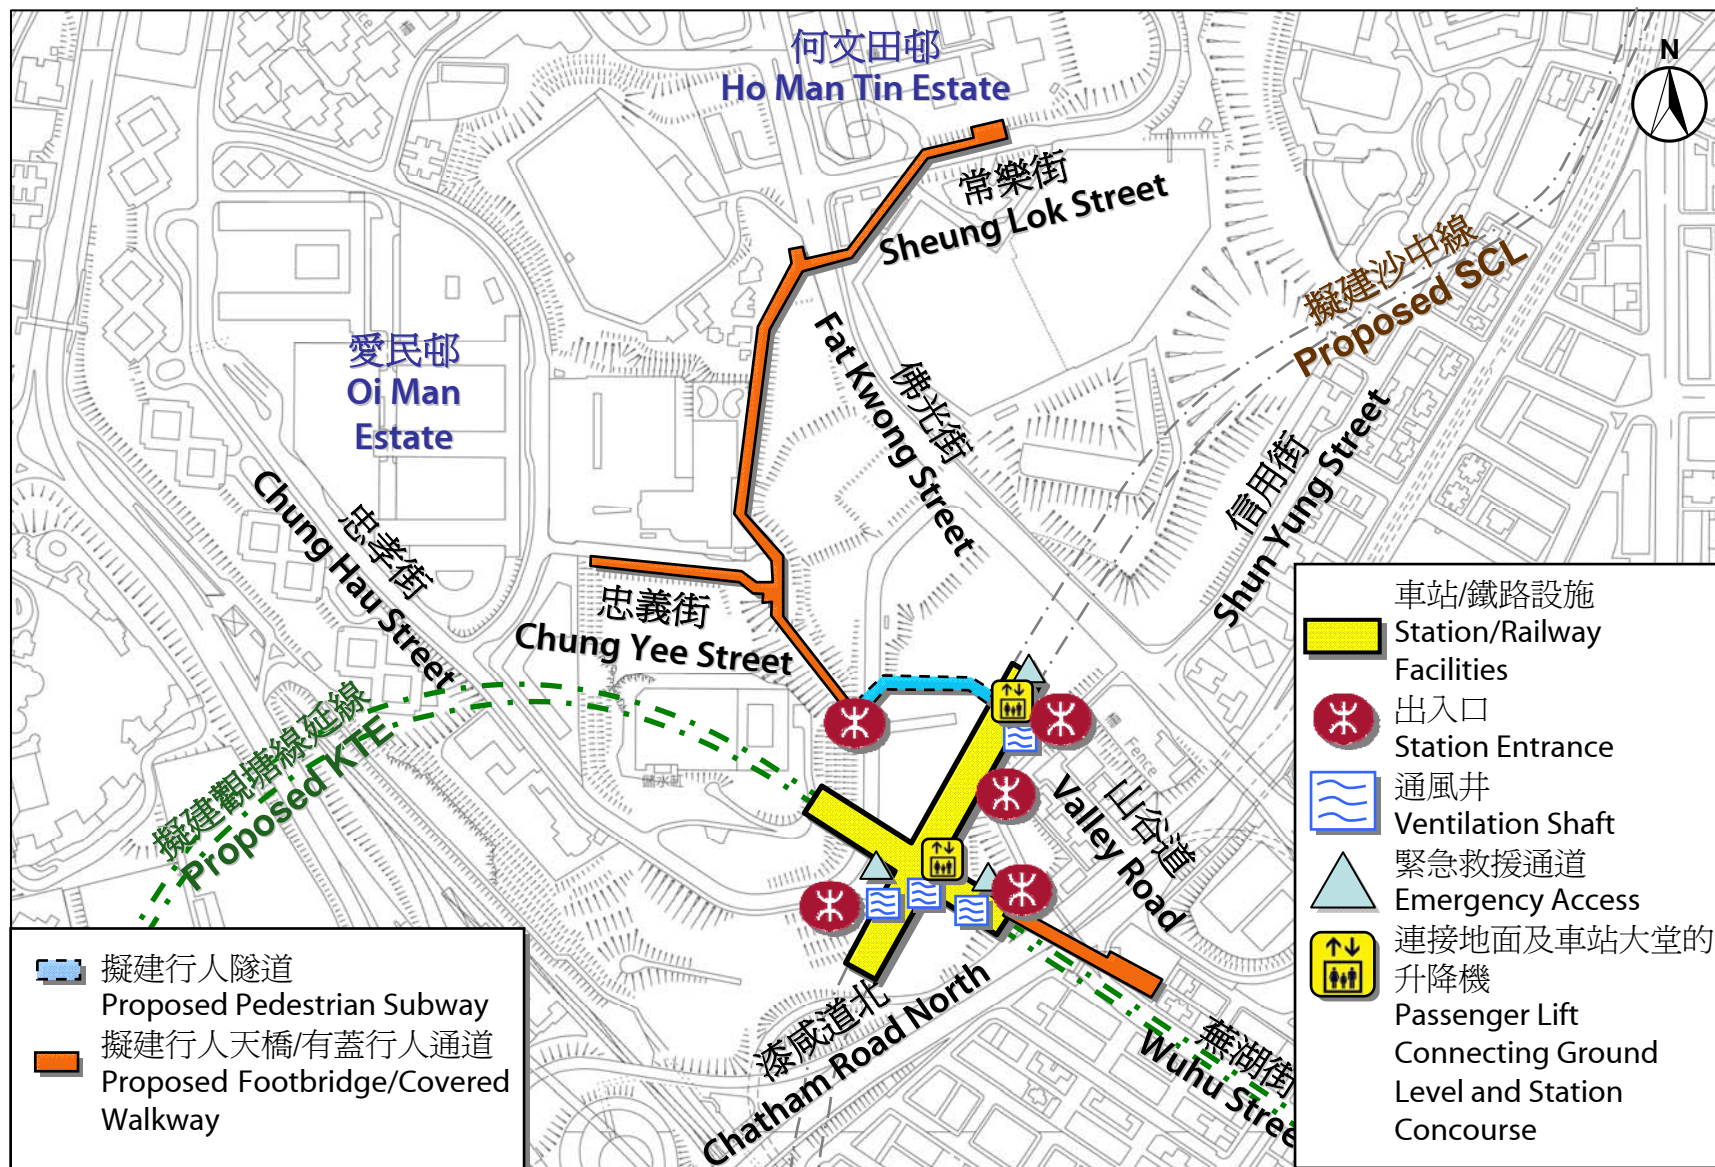 何文田邨
Ho Man Tin Estate
N
常樂街
Sheung Lok Street
擬建沙中線
Proposed SCL
愛民邨
Oi Man
Estate
佛光街
Fat Kwong Street
信用街
Shun Yung Street
忠孝街
Chung Hau Street
忠義街
Chung Yee Street
擬建觀塘線延線
Proposed KTE
儲水缸
Fence
山谷道
Valley Road
漆咸道北
Chatham Road North
蕪湖街
Wuhu Stree
擬建行人隧道
Proposed Pedestrian Subway
擬建行人天橋/有蓋行人通道
Proposed Footbridge/Covered
Walkway
車站/鐵路設施
Station/Railway
Facilities
出入口
Station Entrance
通風井
Ventilation Shaft
緊急救援通道
Emergency Access
連接地面及車站大堂的
升降機
Passenger Lift
Connecting Ground
Level and Station
Concourse